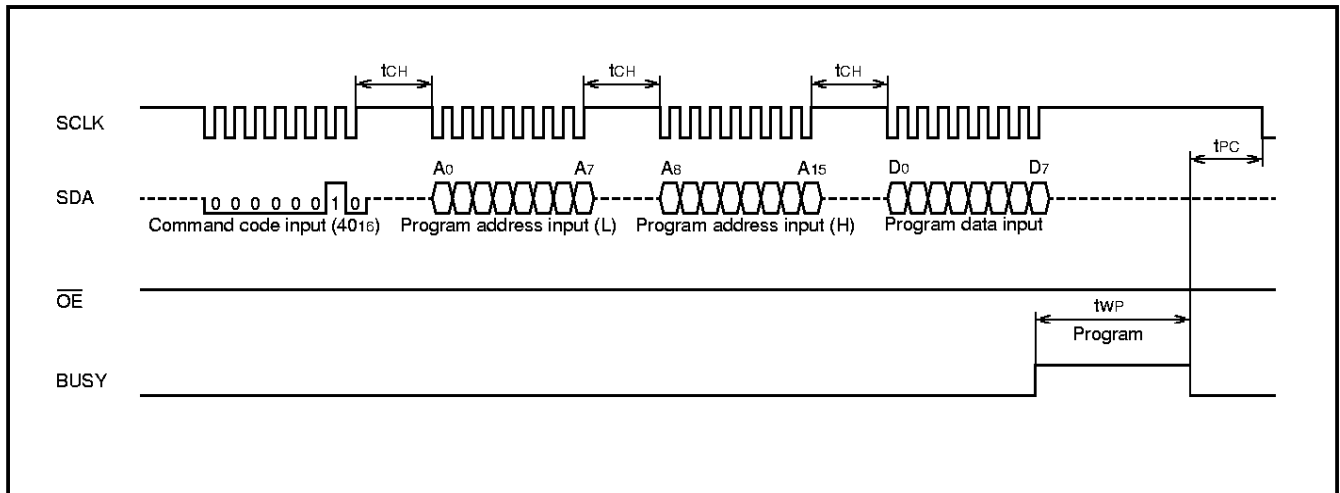 tCH tCH tCH
SCLK
tPC
A0 A7 A8 A15 D0 D7
SDA
0 0 0 0 0 0 1 0
Command code input (4016) Program address input (L) Program address input (H) Program data input
OE
tWP
Program
BUSY